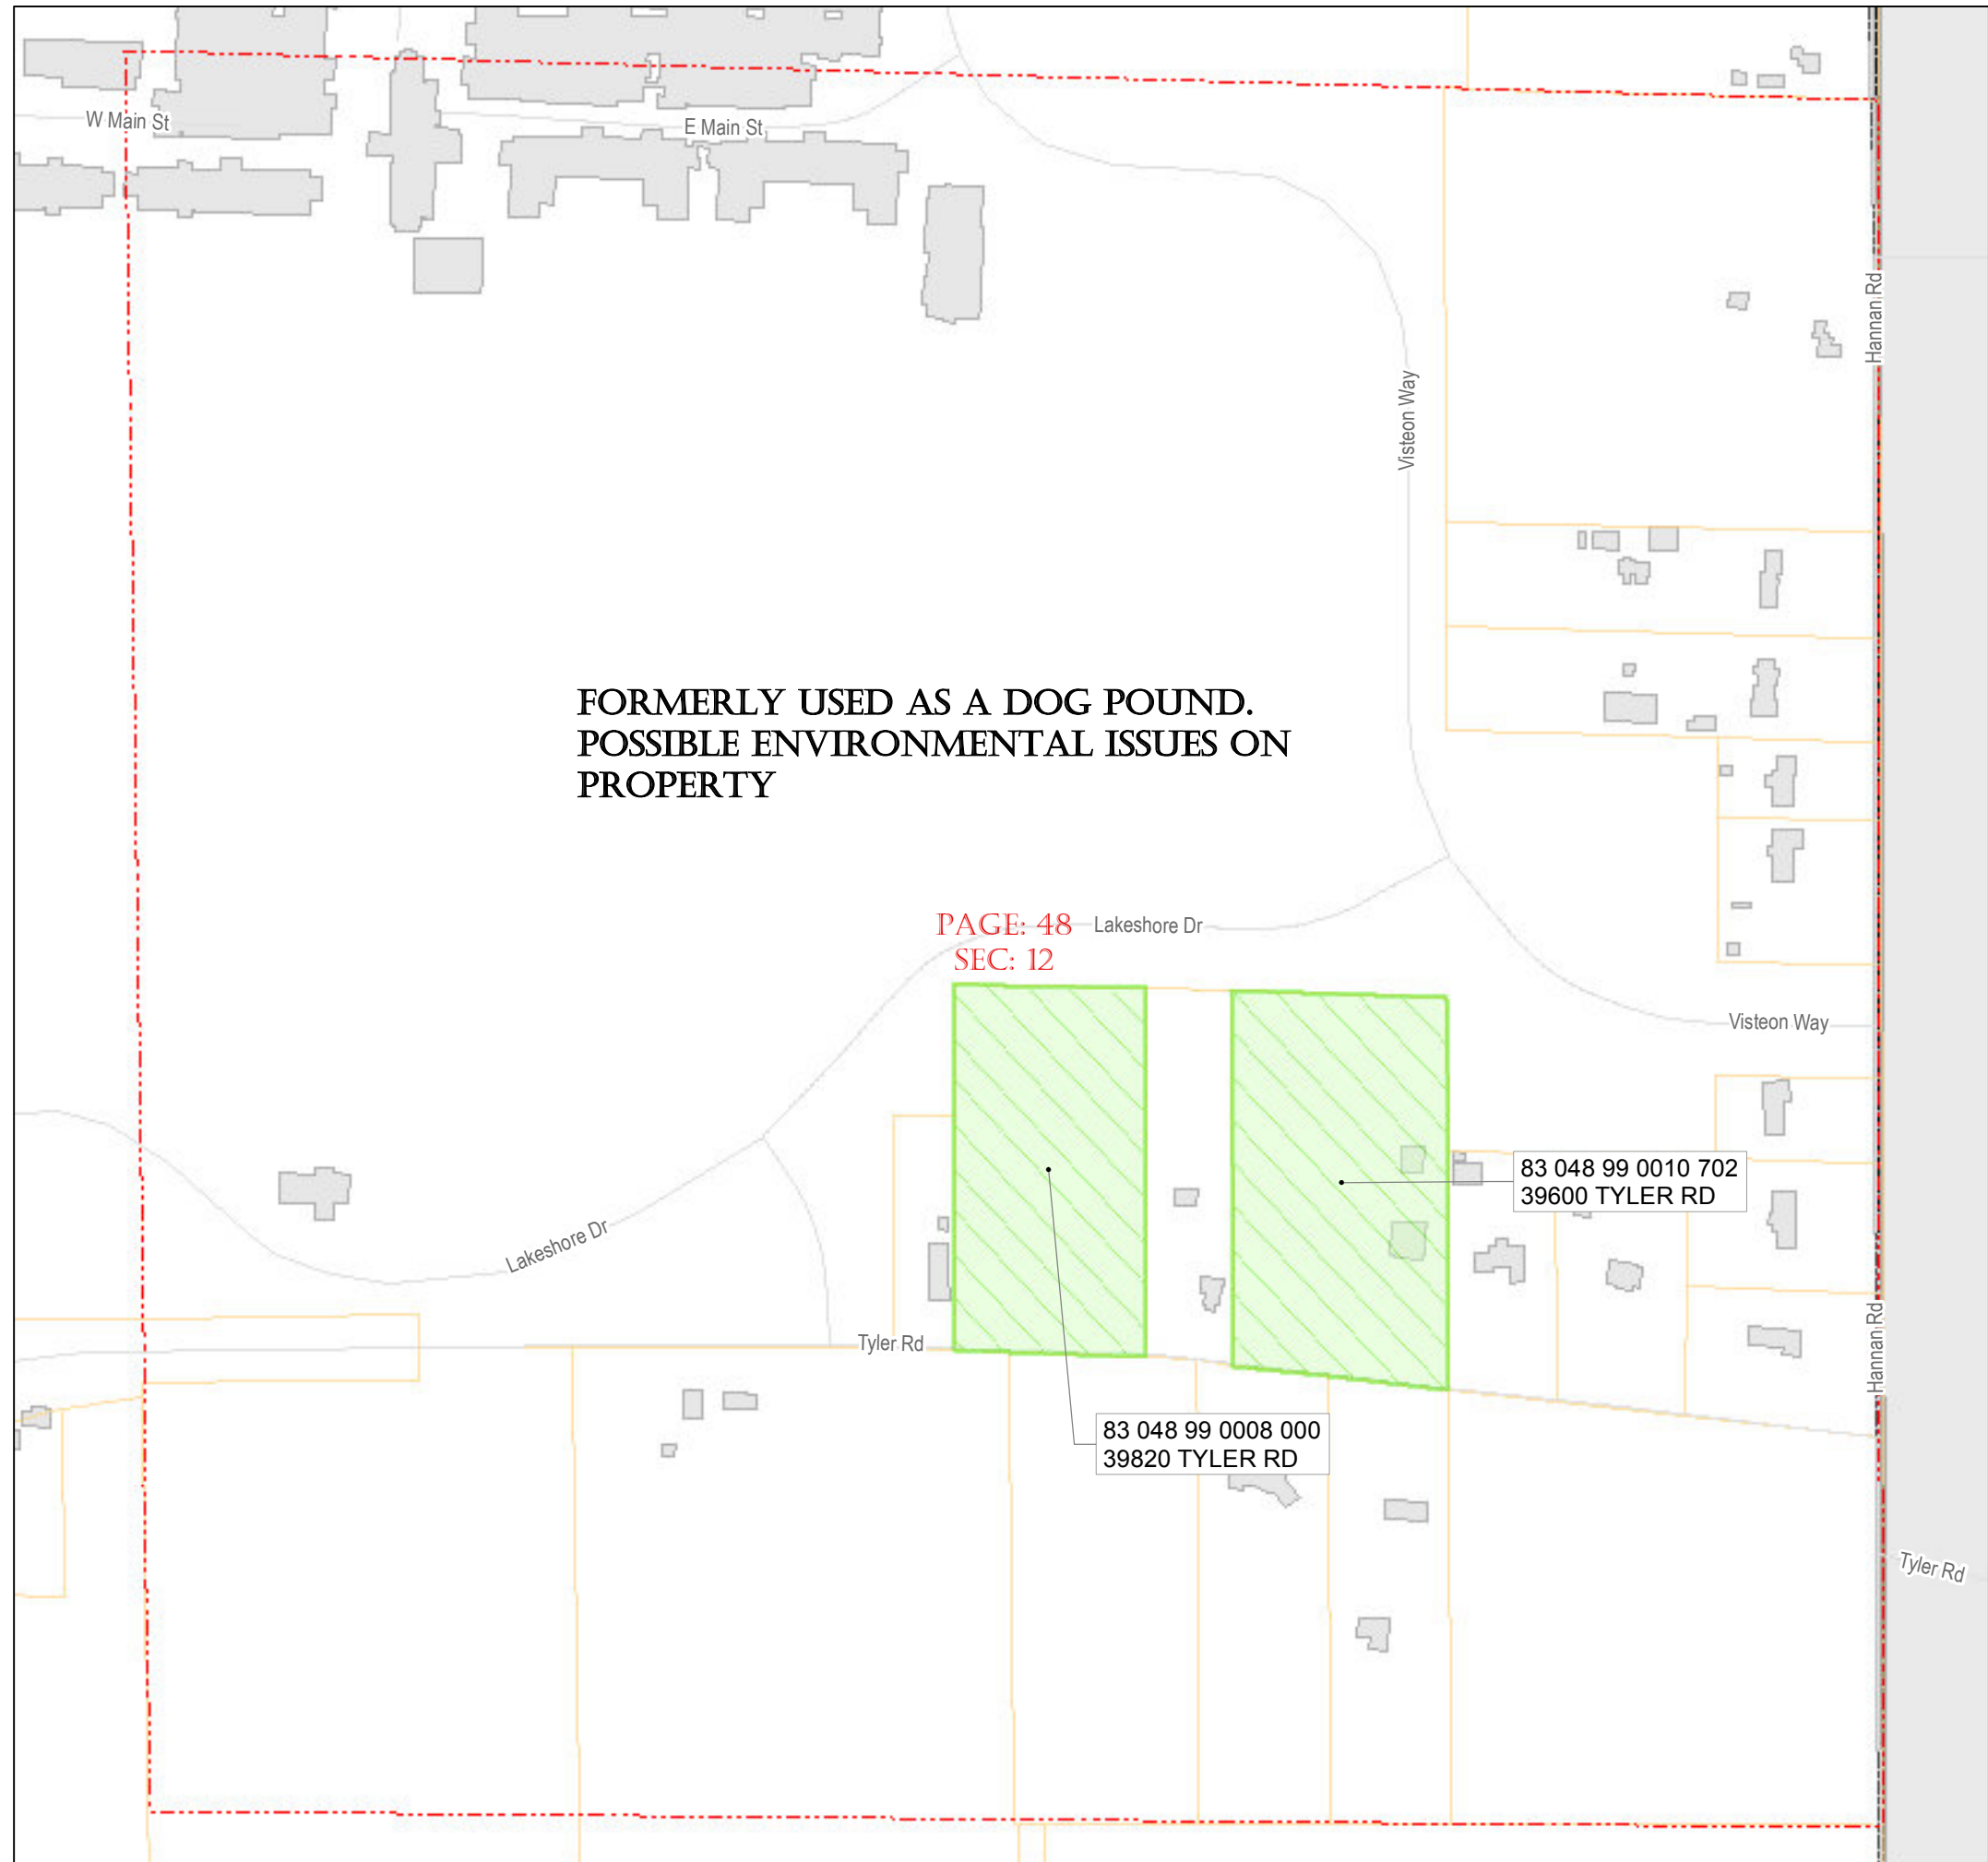 W Main St
E Main St
Hannan Rd
Visteon Way
FORMERLY USED AS A DOG POUND.
POSSIBLE ENVIRONMENTAL ISSUES ON
PROPERTY
PAGE: 48
SEC: 12
Lakeshore Dr
Visteon Way
83 048 99 0010 702
39600 TYLER RD
Lakeshore Dr
Tyler Rd
Hannan Rd
83 048 99 0008 000
39820 TYLER RD
Tyler Rd